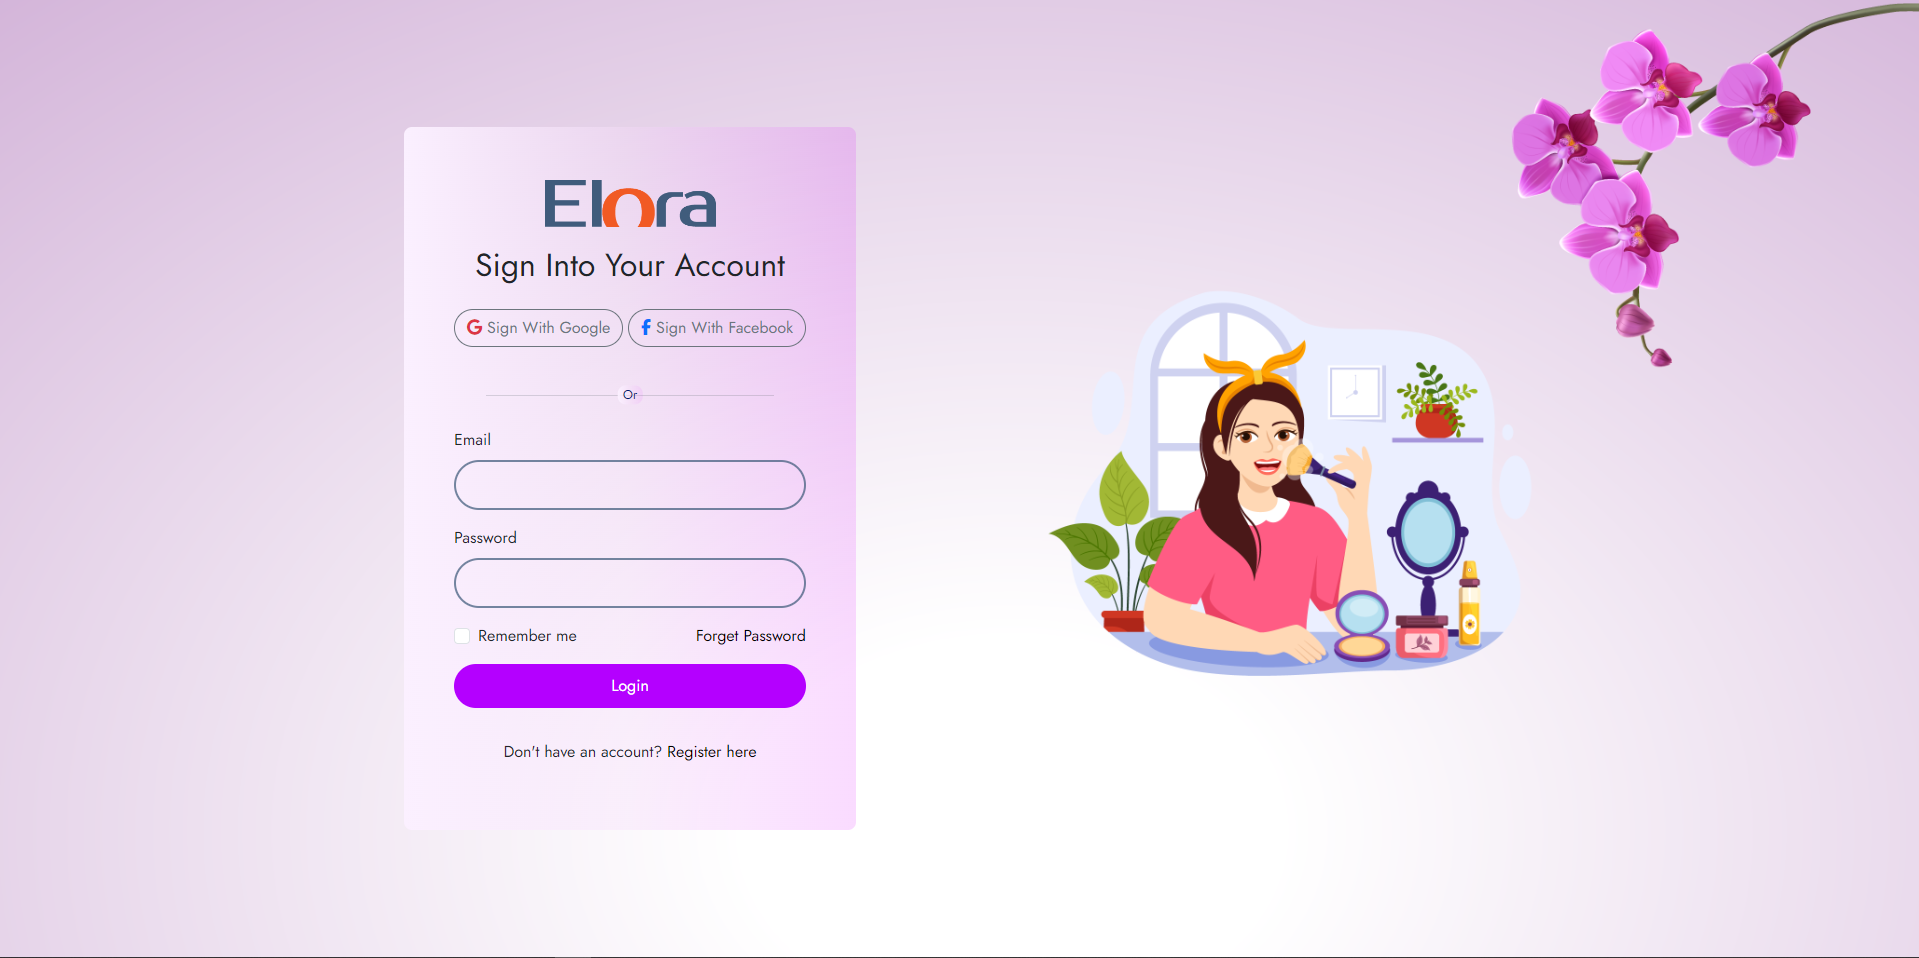 Elora
Sign Into Your Account
Sign With Google Sign With Facebook
Or
Email
Password
Remember me Forget Password
Login
Don't have an account? Register here